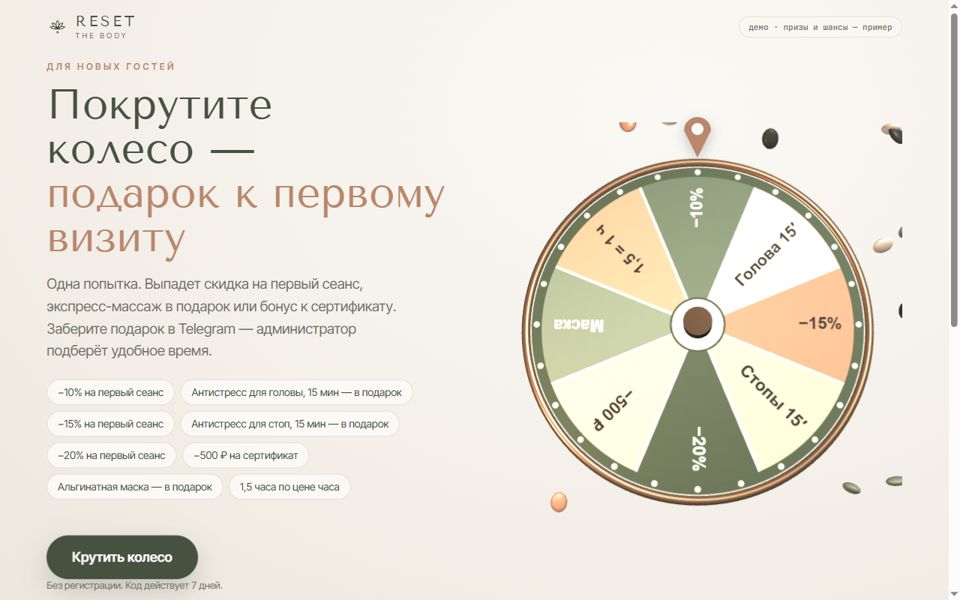 RESET
THE BODY
демо · призы и шансы — пример
ДЛЯ НОВЫХ ГОСТЕЙ
Покрутите
колесо —
подарок к первому
визиту
Одна попытка. Выпадет скидка на первый сеанс,
экспресс-массаж в подарок или бонус к сертификату.
Заберите подарок в Telegram — администратор
подберёт удобное время.
−10% на первый сеанс
Антистресс для головы, 15 мин — в подарок
−15% на первый сеанс
Антистресс для стоп, 15 мин — в подарок
−20% на первый сеанс
−500 ₽ на сертификат
Альгинатная маска — в подарок
1,5 часа по цене часа
Крутить колесо
Без регистрации. Код действует 7 дней.
−10%
Голова 15'
−15%
Стопы 15'
−20%
−500 ₽
Маска
1,5 = 1 ч